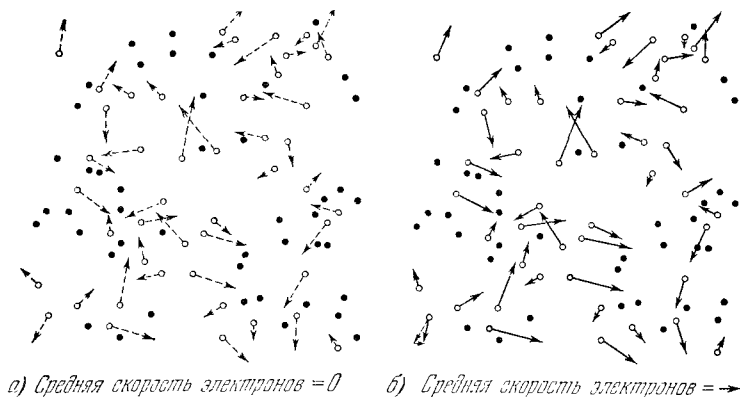 а) Средняя скорость электронов = 0
б) Средняя скорость электронов = →